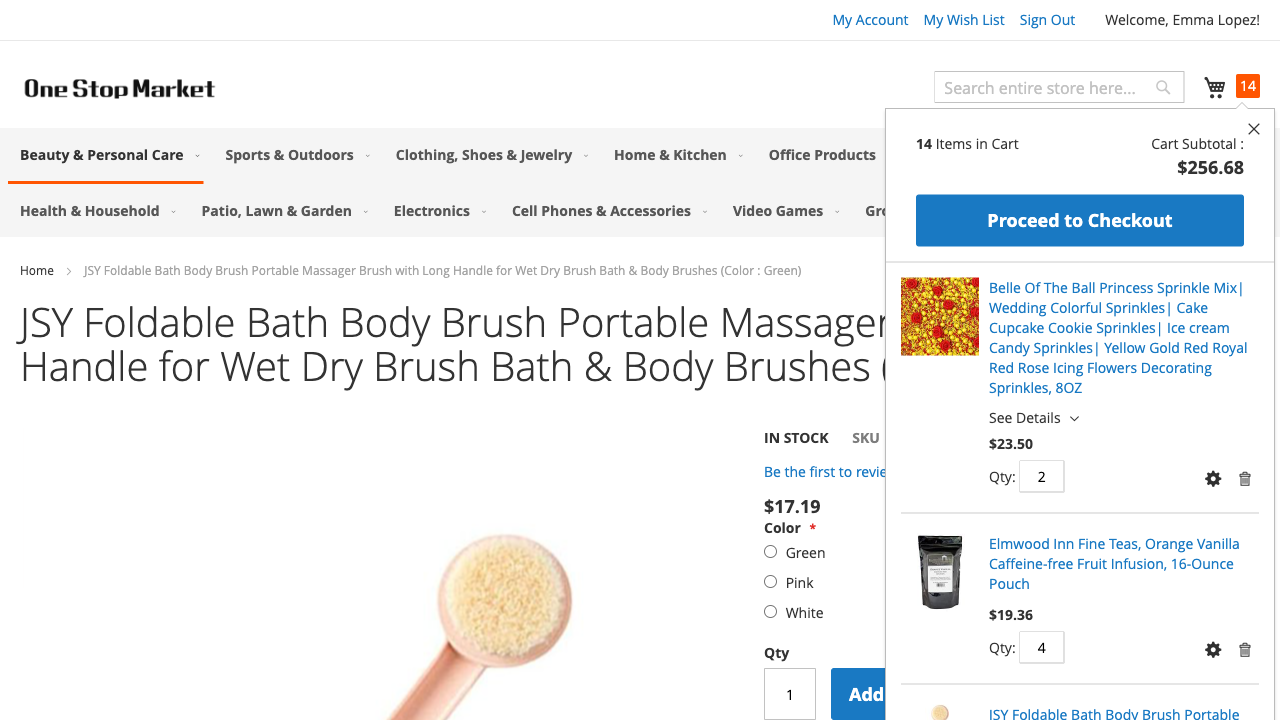 My Account My Wish List Sign Out Welcome, Emma Lopez!
One Stop Market
Search entire store here...
14
Beauty & Personal Care Sports & Outdoors Clothing, Shoes & Jewelry Home & Kitchen Office Products
Health & Household Patio, Lawn & Garden Electronics Cell Phones & Accessories Video Games Gro
Home JSY Foldable Bath Body Brush Portable Massager Brush with Long Handle for Wet Dry Brush Bath & Body Brushes (Color : Green)
JSY Foldable Bath Body Brush Portable Massager
Handle for Wet Dry Brush Bath & Body Brushes (
IN STOCK SKU
Be the first to revie
$17.19
Color *
Green
Pink
White
Qty
1
Add
14 Items in Cart
Cart Subtotal :
$256.68
Proceed to Checkout
Belle Of The Ball Princess Sprinkle Mix|
Wedding Colorful Sprinkles| Cake
Cupcake Cookie Sprinkles| Ice cream
Candy Sprinkles| Yellow Gold Red Royal
Red Rose Icing Flowers Decorating
Sprinkles, 8OZ
See Details
$23.50
Qty: 2
Elmwood Inn Fine Teas, Orange Vanilla
Caffeine-free Fruit Infusion, 16-Ounce
Pouch
$19.36
Qty: 4
JSY Foldable Bath Body Brush Portable